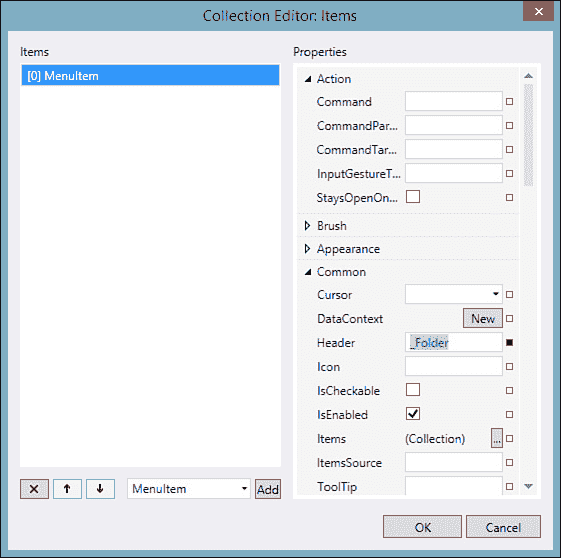 Collection Editor: Items
Items
[0] MenuItem
MenuItem
Add
Properties
Action
Command
CommandPar...
CommandTar...
InputGestureT...
StaysOpenOn...
Brush
Appearance
Common
Cursor
DataContext New
Header _Folder
Icon
IsCheckable
IsEnabled
Items (Collection) ...
ItemsSource
ToolTip
OK Cancel